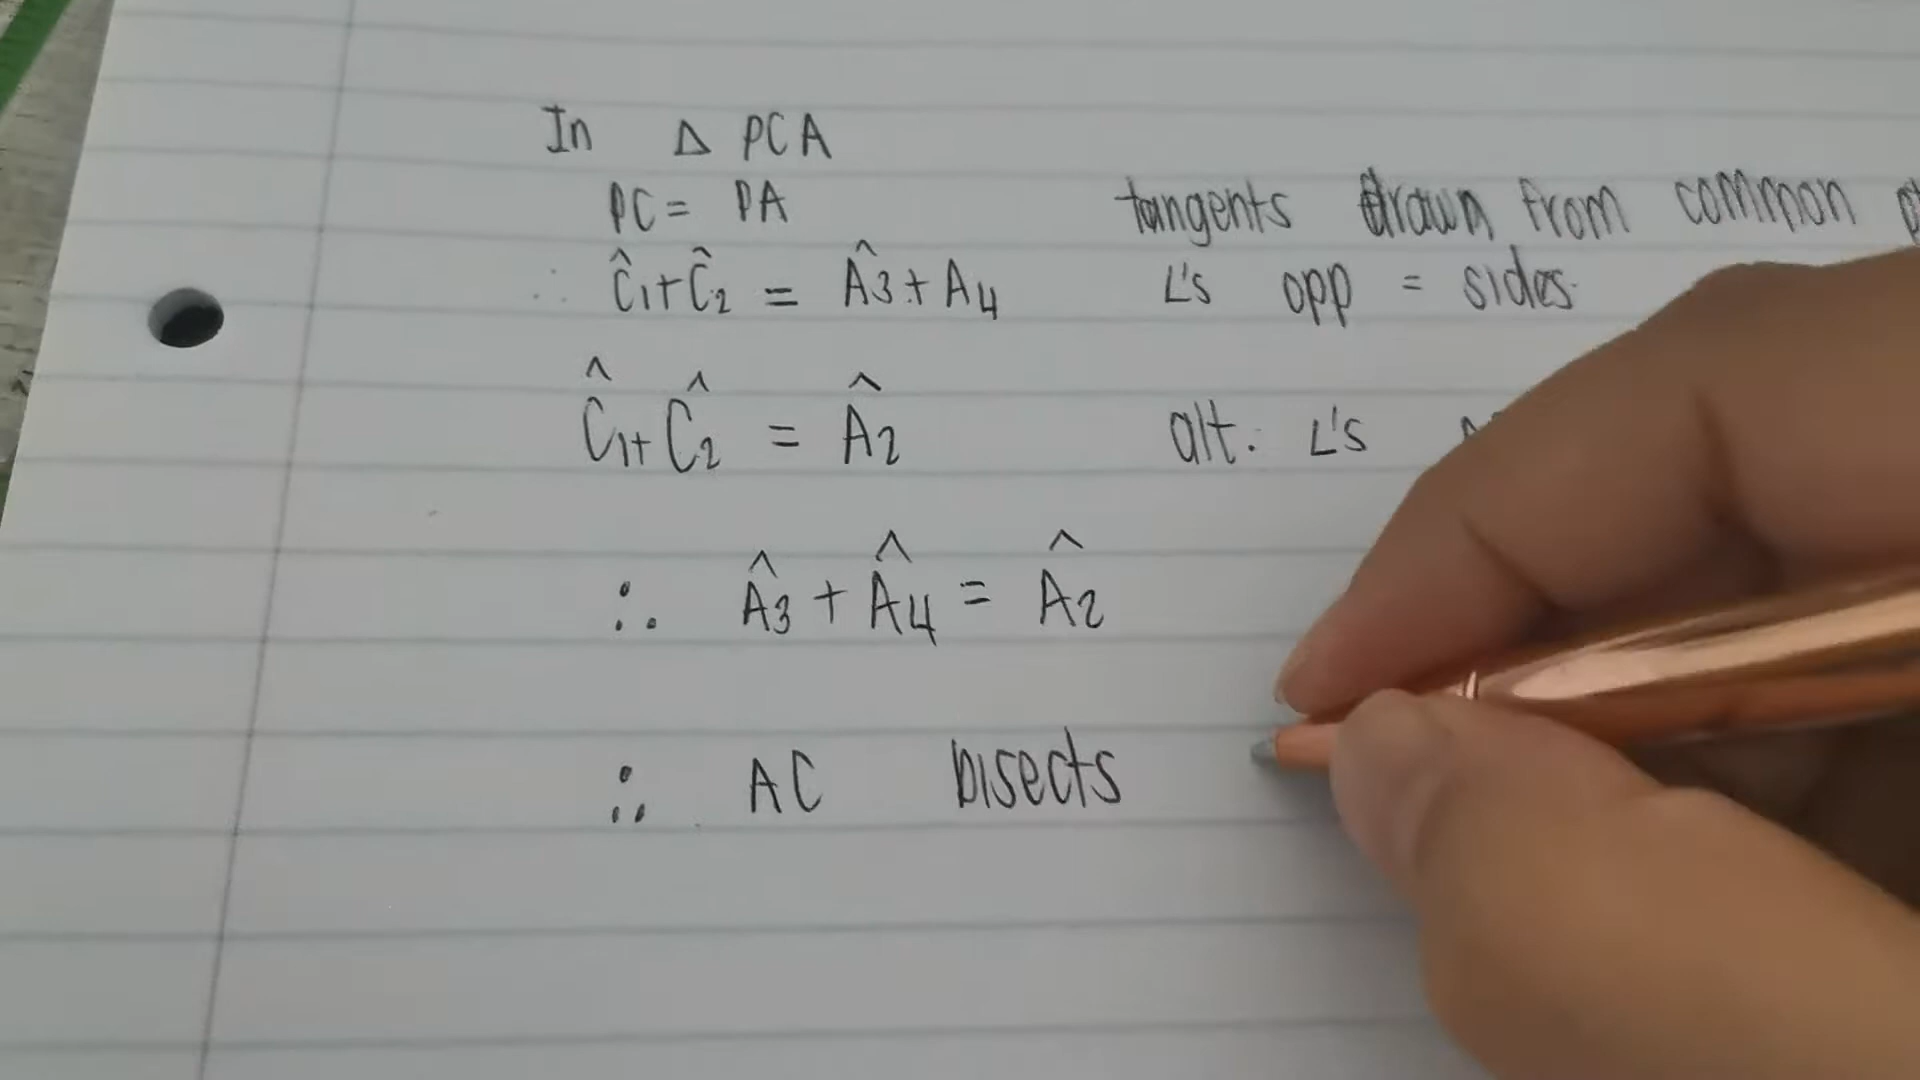 In Δ PCA
PC = PA tangents drawn from common
∴ Ĉ1+Ĉ2 = Â3+A4 L's opp = sides
Ĉ1+Ĉ2 = Â2 alt. L's
∴ Â3 + Â4 = Â2
∴ AC bisects